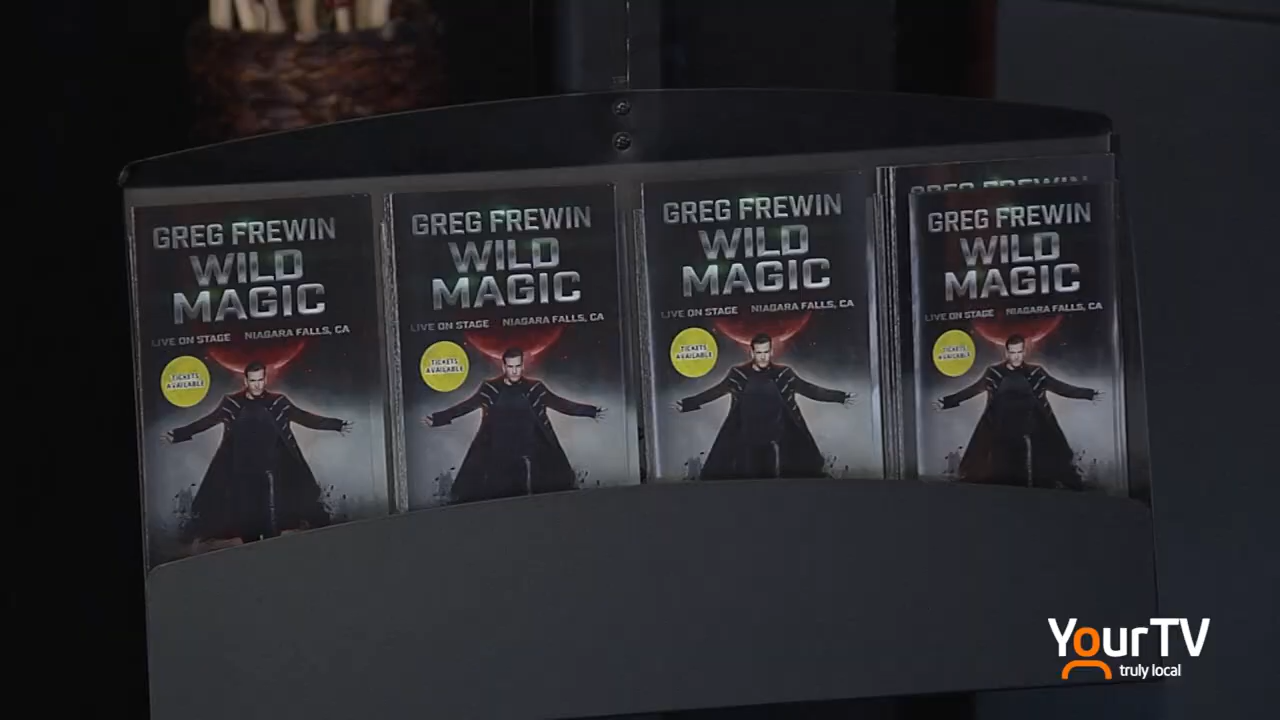 GREG FREWIN
WILD
MAGIC
LIVE ON STAGE NIAGARA FALLS, CA
TICKETS
AVAILABLE
GREG FREWIN
WILD
MAGIC
LIVE ON STAGE NIAGARA FALLS, CA
TICKETS
AVAILABLE
GREG FREWIN
WILD
MAGIC
LIVE ON STAGE NIAGARA FALLS, CA
TICKETS
AVAILABLE
GREG FREWIN
GREG FREWIN
WILD
MAGIC
LIVE ON STAGE NIAGARA FALLS, CA
TICKETS
AVAILABLE
YourTV
truly local